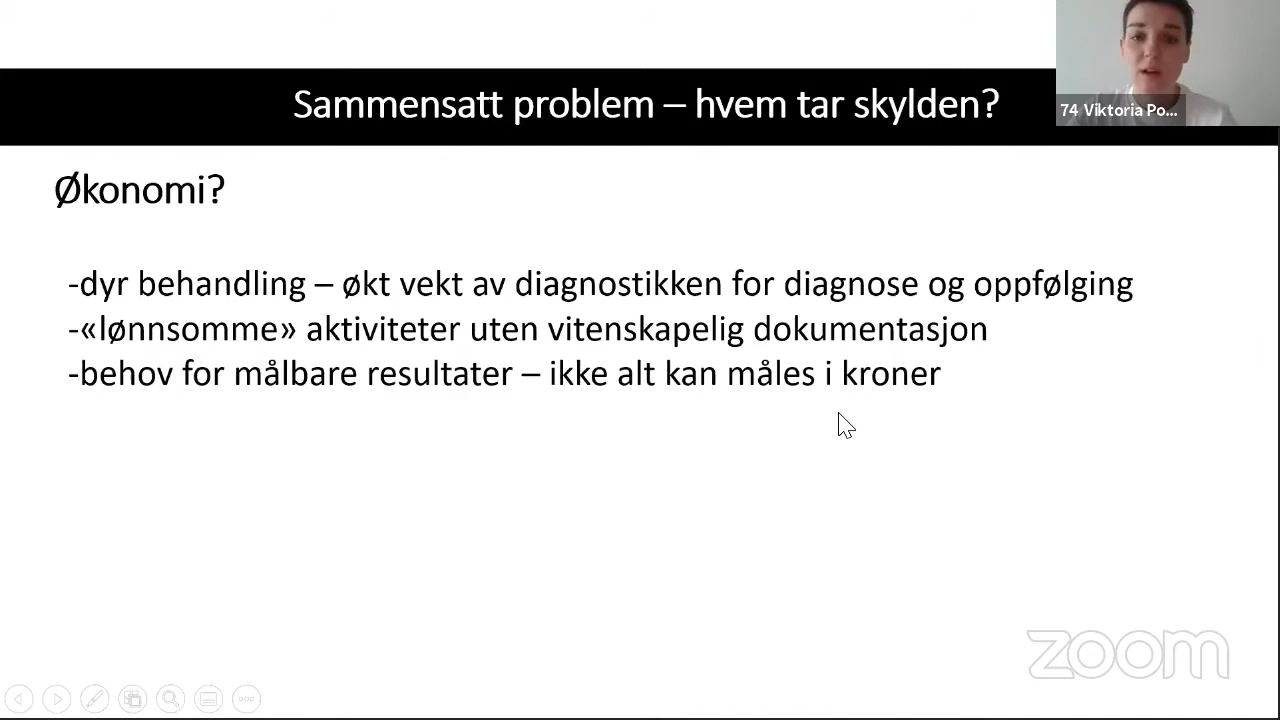 Sammensatt problem – hvem tar skylden?
74 Viktoria Po...
Økonomi?
-dyr behandling – økt vekt av diagnostikken for diagnose og oppfølging
-«lønnsomme» aktiviteter uten vitenskapelig dokumentasjon
-behov for målbare resultater – ikke alt kan måles i kroner
zoom